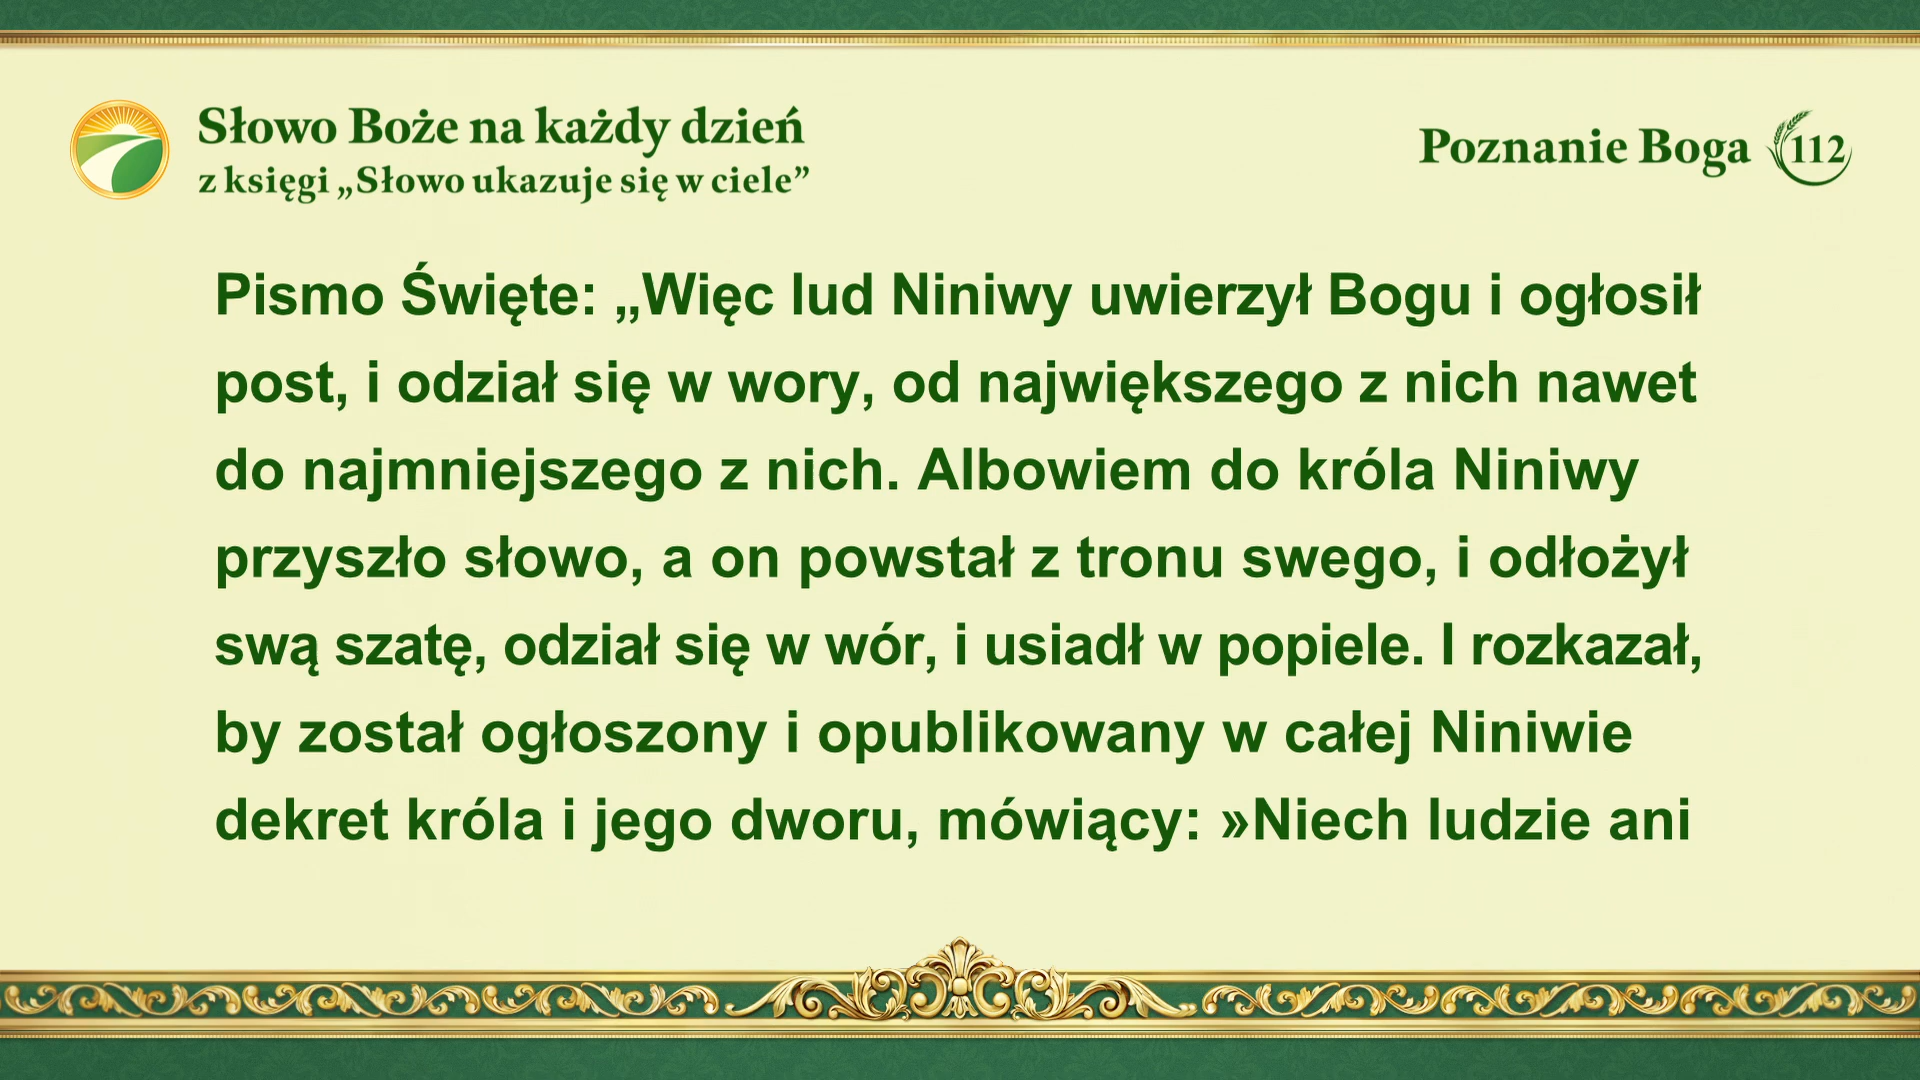 Słowo Boże na każdy dzień
z księgi „Słowo ukazuje się w ciele”
Poznanie Boga 112
Pismo Święte: „Więc lud Niniwy uwierzył Bogu i ogłosił
post, i odział się w wory, od największego z nich nawet
do najmniejszego z nich. Albowiem do króla Niniwy
przyszło słowo, a on powstał z tronu swego, i odłożył
swą szatę, odział się w wór, i usiadł w popiele. I rozkazał,
by został ogłoszony i opublikowany w całej Niniwie
dekret króla i jego dworu, mówiący: »Niech ludzie ani